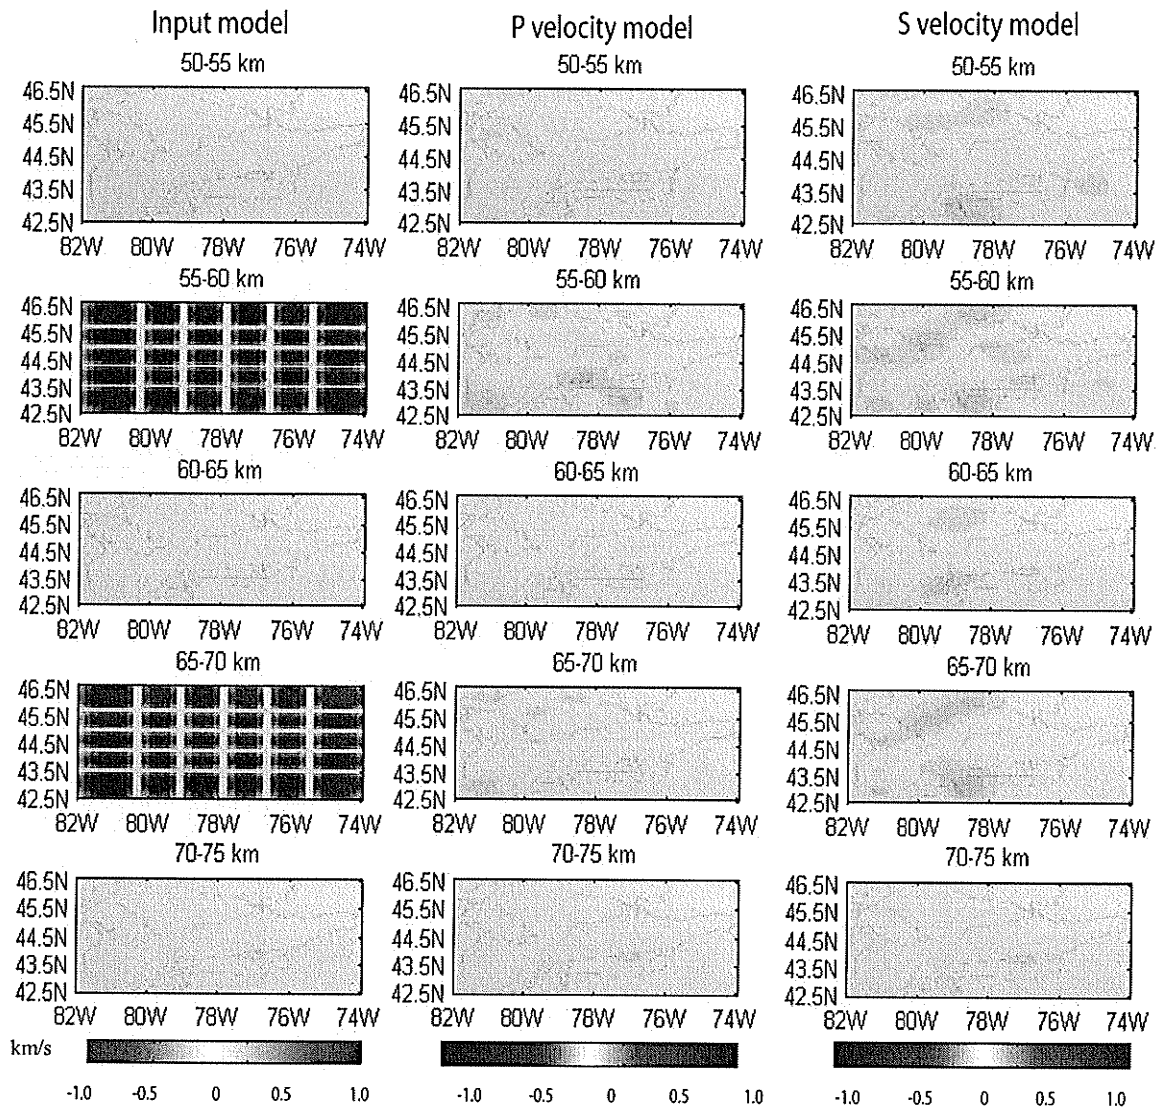 Input model P velocity model S velocity model
50-55 km 50-55 km 50-55 km
46.5N 46.5N 46.5N
45.5N 45.5N 45.5N
44.5N 44.5N 44.5N
43.5N 43.5N 43.5N
42.5N 42.5N 42.5N
82W 80W 78W 76W 74W 82W 80W 78W 76W 74W 82W 80W 78W 76W 74W
55-60 km 55-60 km 55-60 km
46.5N 46.5N 46.5N
45.5N 45.5N 45.5N
44.5N 44.5N 44.5N
43.5N 43.5N 43.5N
42.5N 42.5N 42.5N
82W 80W 78W 76W 74W 82W 80W 78W 76W 74W 82W 80W 78W 76W 74W
60-65 km 60-65 km 60-65 km
46.5N 46.5N 46.5N
45.5N 45.5N 45.5N
44.5N 44.5N 44.5N
43.5N 43.5N 43.5N
42.5N 42.5N 42.5N
82W 80W 78W 76W 74W 82W 80W 78W 76W 74W 82W 80W 78W 76W 74W
65-70 km 65-70 km 65-70 km
46.5N 46.5N 46.5N
45.5N 45.5N 45.5N
44.5N 44.5N 44.5N
43.5N 43.5N 43.5N
42.5N 42.5N 42.5N
82W 80W 78W 76W 74W 82W 80W 78W 76W 74W 82W 80W 78W 76W 74W
70-75 km 70-75 km 70-75 km
46.5N 46.5N 46.5N
45.5N 45.5N 45.5N
44.5N 44.5N 44.5N
43.5N 43.5N 43.5N
42.5N 42.5N 42.5N
82W 80W 78W 76W 74W 82W 80W 78W 76W 74W 82W 80W 78W 76W 74W
km/s
-1.0 -0.5 0 0.5 1.0 -1.0 -0.5 0 0.5 1.0 -1.0 -0.5 0 0.5 1.0